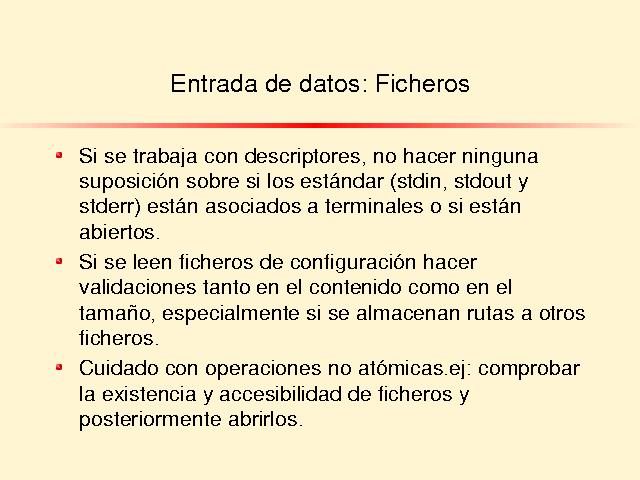 Entrada de datos: Ficheros
Si se trabaja con descriptores, no hacer ninguna
suposición sobre si los estándar (stdin, stdout y
stderr) están asociados a terminales o si están
abiertos.
Si se leen ficheros de configuración hacer
validaciones tanto en el contenido como en el
tamaño, especialmente si se almacenan rutas a otros
ficheros.
Cuidado con operaciones no atómicas.ej: comprobar
la existencia y accesibilidad de ficheros y
posteriormente abrirlos.